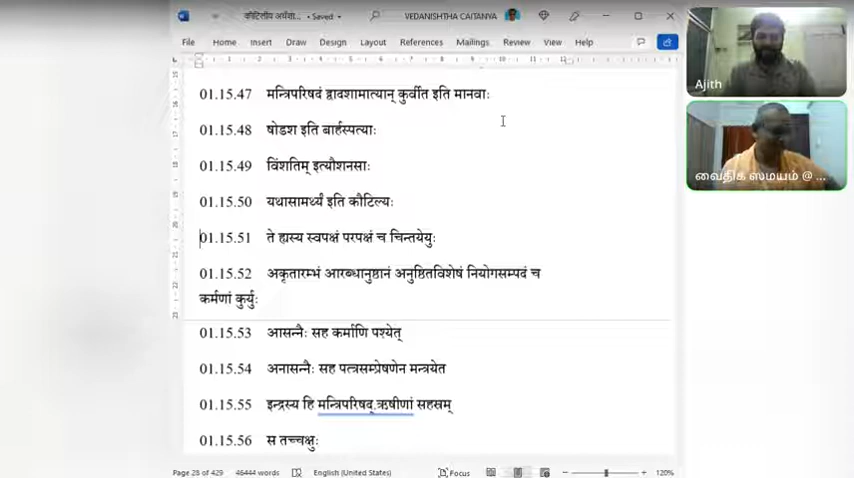 कौटिलीय अर्थशा... • Saved
VEDANISHTHA CAITANYA
File Home Insert Draw Design Layout References Mailings Review View Help
01.15.47 मन्त्रिपरिषदं द्वादशामात्यान् कुर्वीत इति मानवाः
01.15.48 षोडश इति बार्हस्पत्याः
01.15.49 विंशतिम् इत्यौशनसाः
01.15.50 यथासामर्थ्यं इति कौटिल्यः
01.15.51 ते ह्यस्य स्वपक्षं परपक्षं च चिन्तयेयुः
01.15.52 अकृतारम्भं आरब्धानुष्ठानं अनुष्ठितविशेषं नियोगसम्पदं च
कर्मणां कुर्युः
01.15.53 आसन्नैः सह कर्माणि पश्येत्
01.15.54 अनासन्नैः सह पत्त्रसम्प्रेषणेन मन्त्रयेत
01.15.55 इन्द्रस्य हि मन्त्रिपरिषद्.ऋषीणां सहस्रम्
01.15.56 स तच्चक्षुः
Page 28 of 429 46444 words English (United States) Focus 120%
Ajith
வைதிக ஸமயம் @ ...